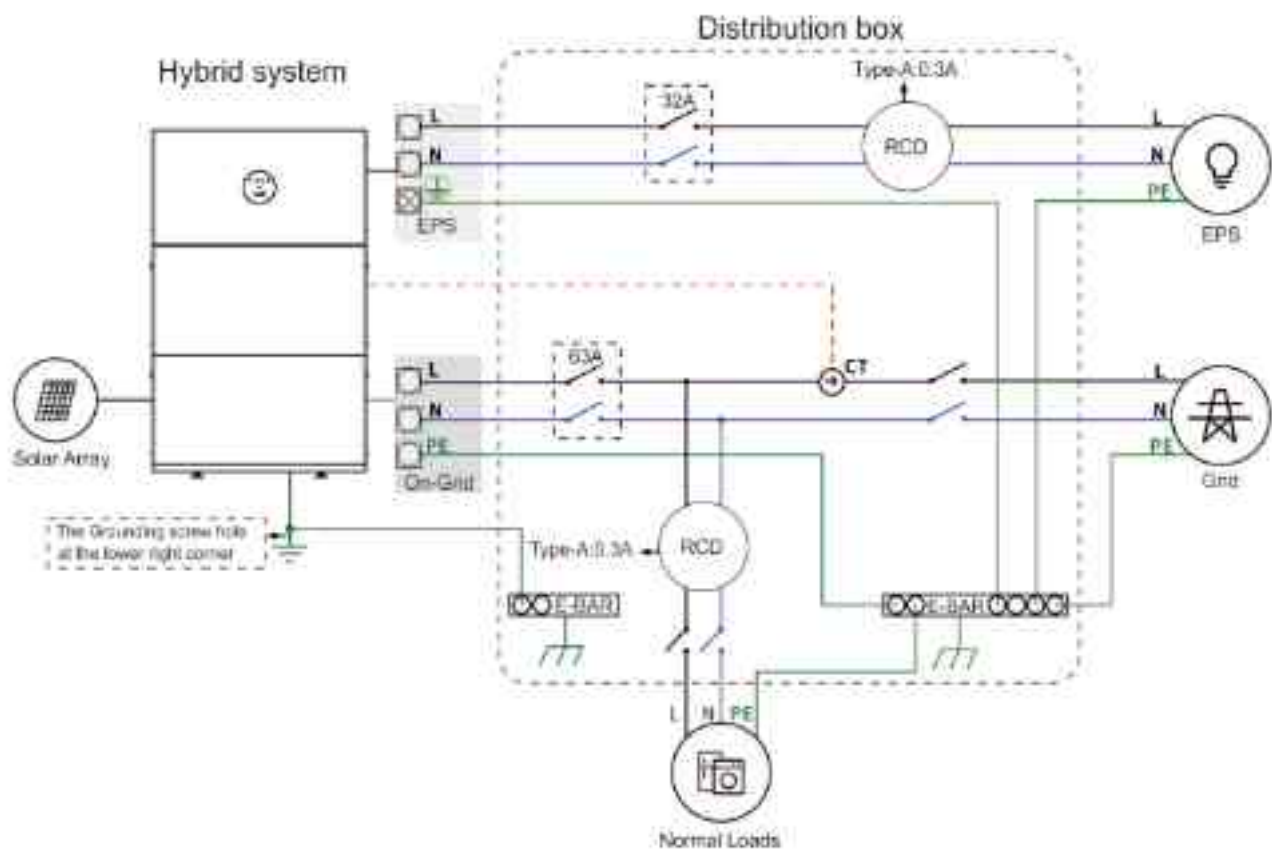 Distribution box
Hybrid system
Type-A:0.3A
32A
L
N
EPS
RCD
L
N
PE
EPS
63A
CT
L
N
PE
On-Grid
L
N
PE
Grid
Solar Array
The Grounding screw hole
at the lower right corner
Type-A:0.3A
RCD
E-BAR
E-BAR
L N PE
Normal Loads